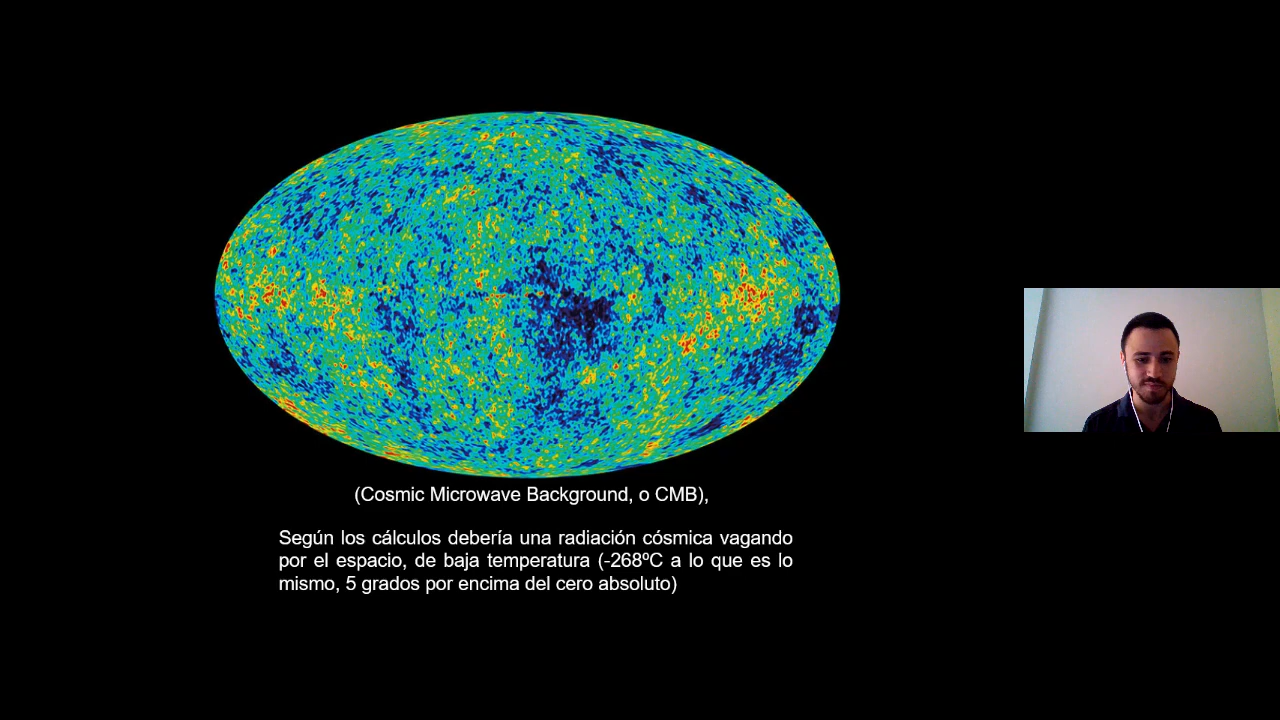 (Cosmic Microwave Background, o CMB),
Según los cálculos debería una radiación cósmica vagando
por el espacio, de baja temperatura (-268ºC a lo que es lo
mismo, 5 grados por encima del cero absoluto)